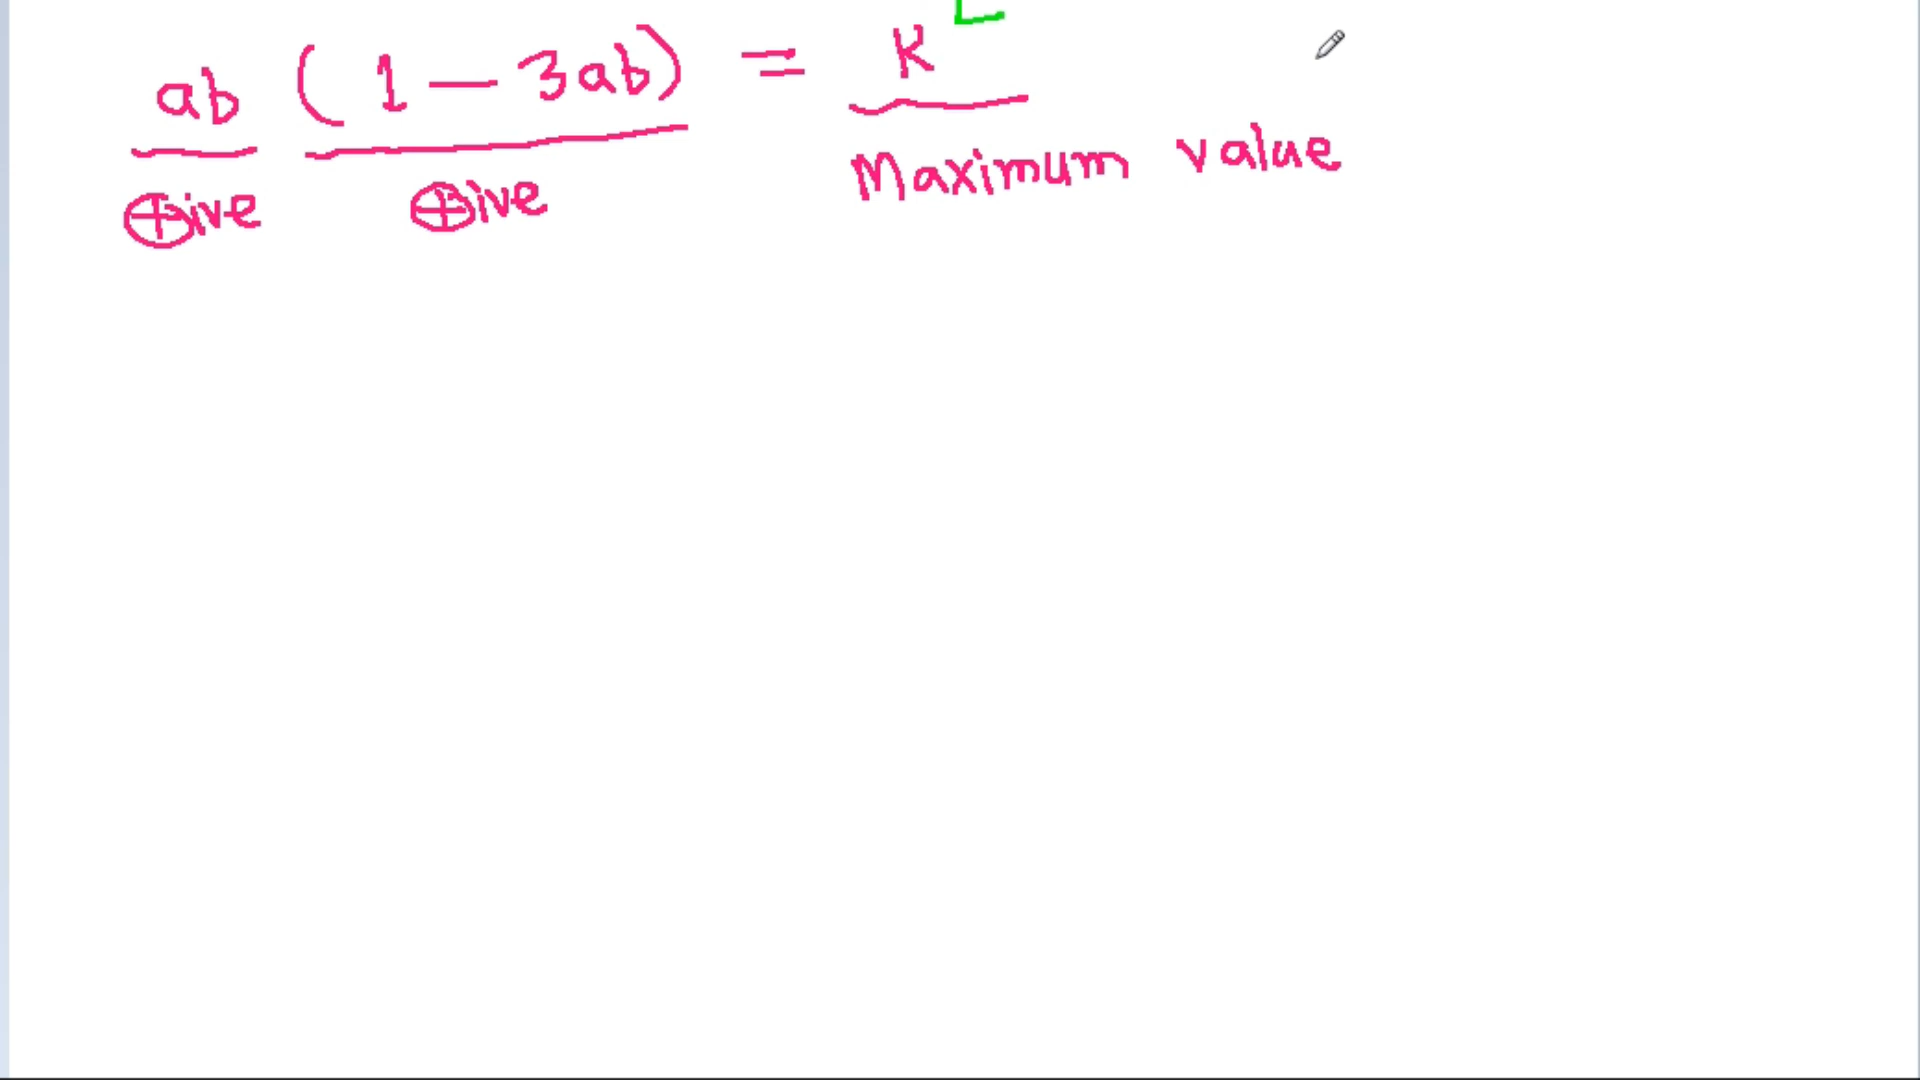 ab (1 - 3ab) = K
⊕ive ⊕ive Maximum value